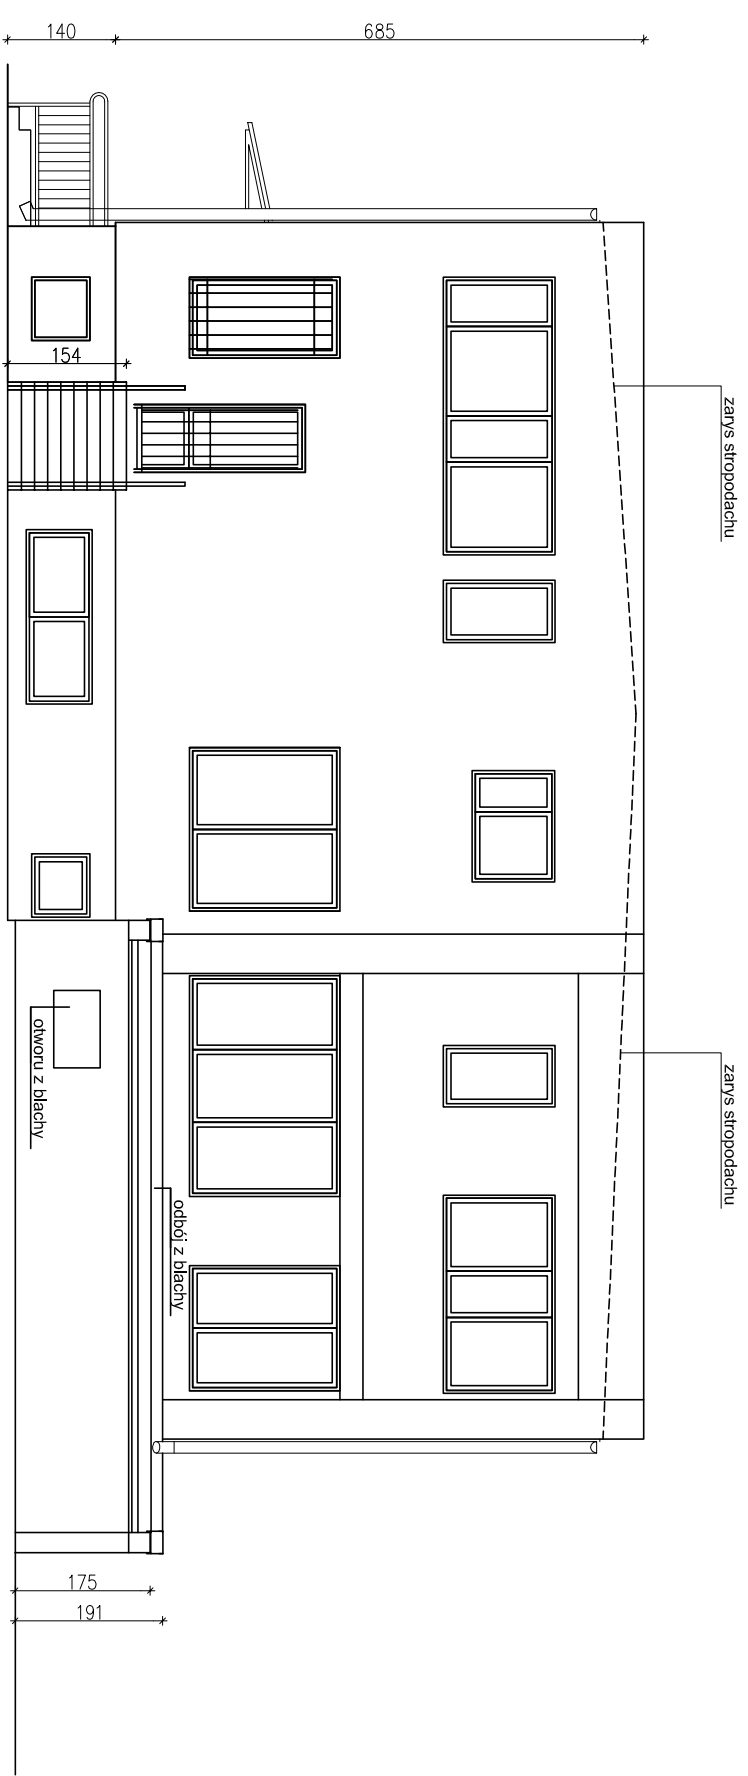 140
685
154
zarys stropodachu
zarys stropodachu
otworu z blachy
odbój z blachy
175
191